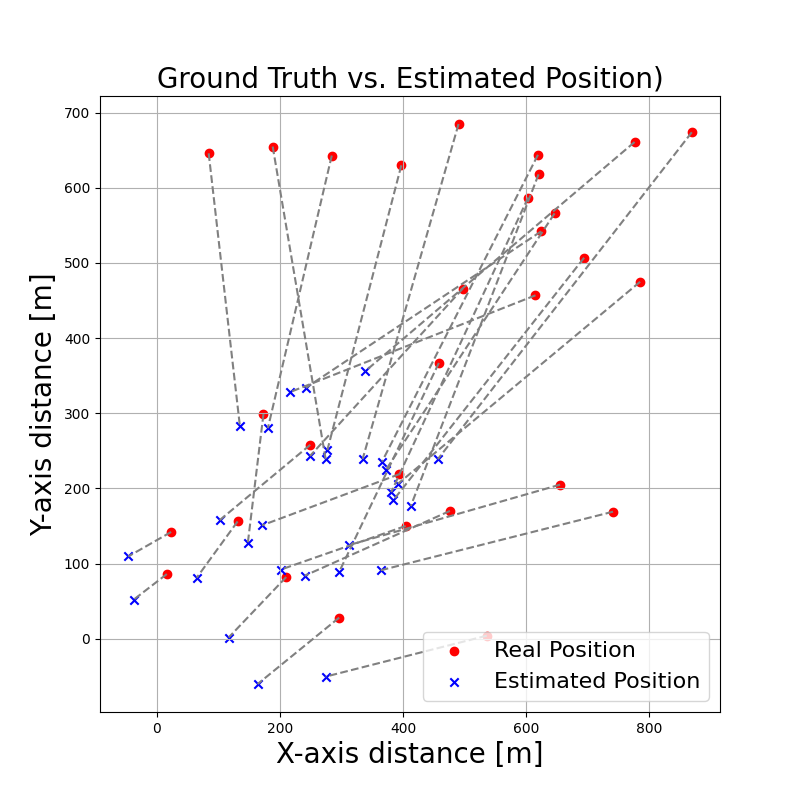 Ground Truth vs. Estimated Position)
700
600
500
400
300
200
100
0
Y-axis distance [m]
0 200 400 600 800
X-axis distance [m]
Real Position
Estimated Position